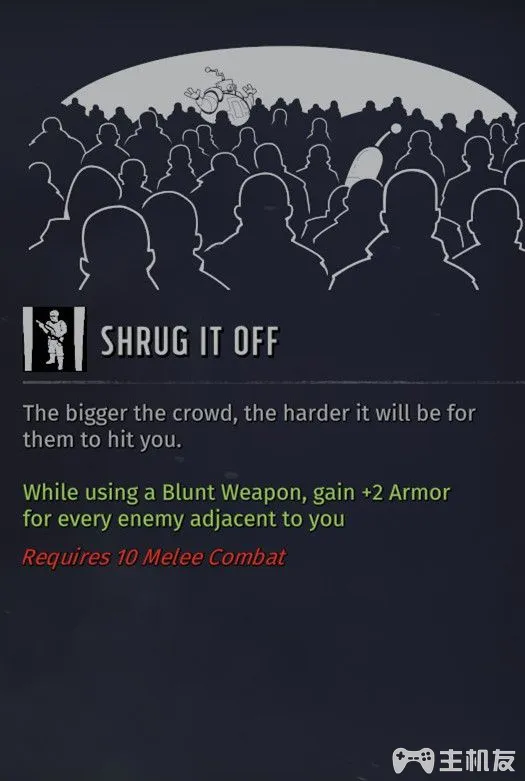 SHRUG IT OFF
The bigger the crowd, the harder it will be for
them to hit you.
While using a Blunt Weapon, gain +2 Armor
for every enemy adjacent to you
Requires 10 Melee Combat
主机友